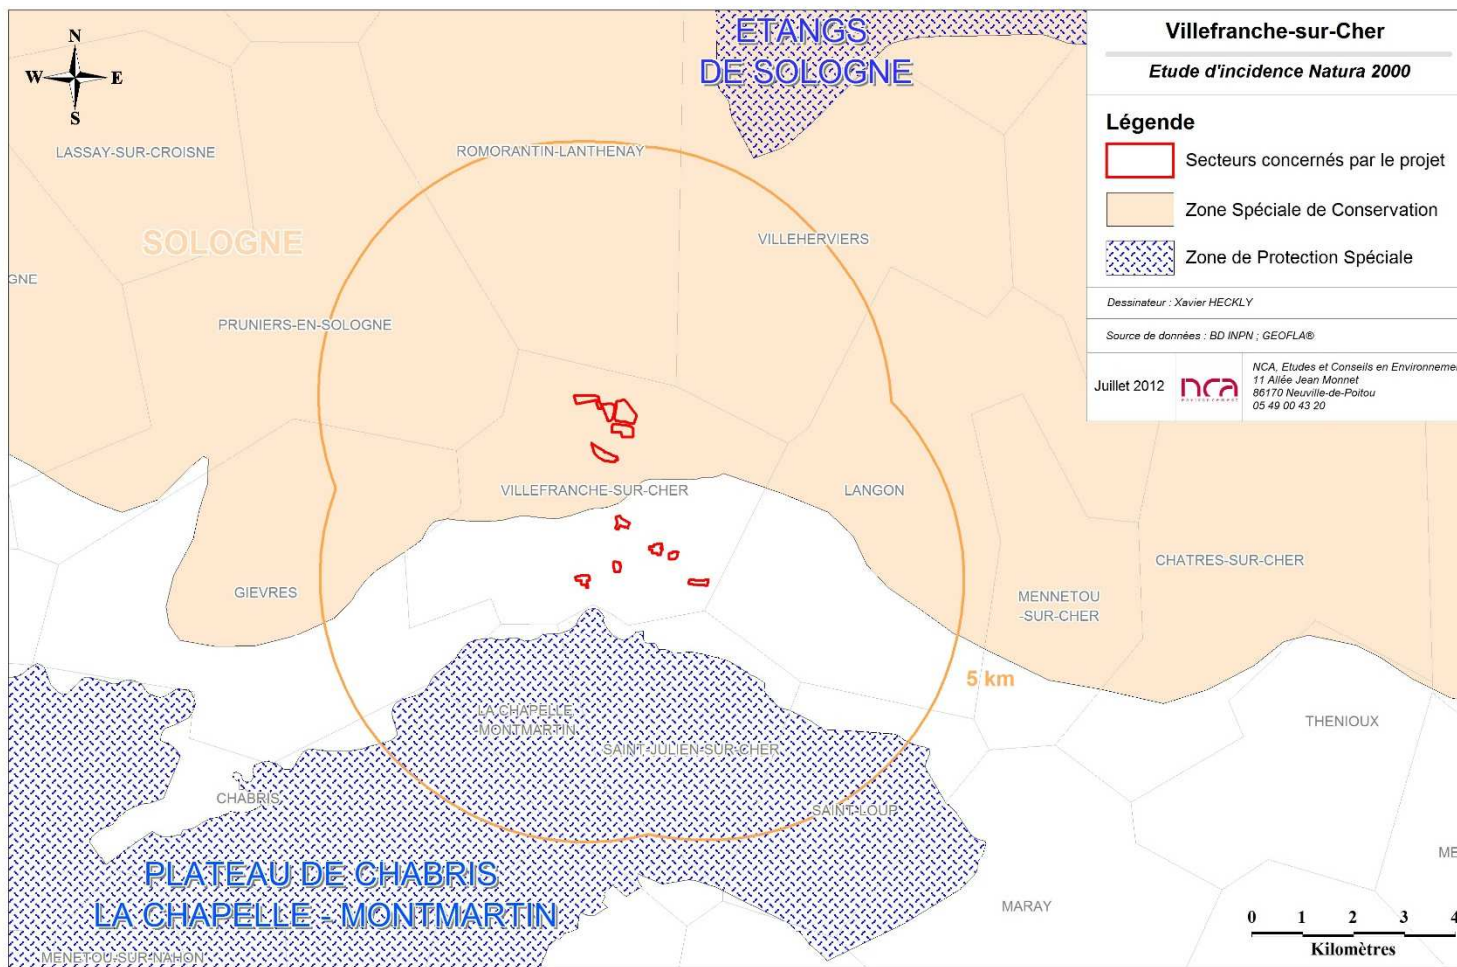 N
W E
S
ETANGS
DE SOLOGNE
LASSAY-SUR-CROISNE
ROMORANTIN-LANTHENAY
SOLOGNE
VILLEHERVIERS
GNE
PRUNIERS-EN-SOLOGNE
VILLEFRANCHE-SUR-CHER
LANGON
CHATRES-SUR-CHER
GIEVRES
MENNETOU
-SUR-CHER
5 km
LA CHAPELLE
-MONTMARTIN
SAINT-JULIEN-SUR-CHER
THENIOUX
CHABRIS
SAINT-LOUP
ME
PLATEAU DE CHABRIS
LA CHAPELLE - MONTMARTIN
MARAY
MENETOU-SUR-NAHON
0 1 2 3 4
Kilomètres
Villefranche-sur-Cher
Etude d'incidence Natura 2000
Légende
Secteurs concernés par le projet
Zone Spéciale de Conservation
Zone de Protection Spéciale
Dessinateur : Xavier HECKLY
Source de données : BD INPN ; GEOFLA®
Juillet 2012
nca
NCA, Etudes et Conseils en Environneme
11 Allée Jean Monnet
86170 Neuville-de-Poitou
05 49 00 43 20